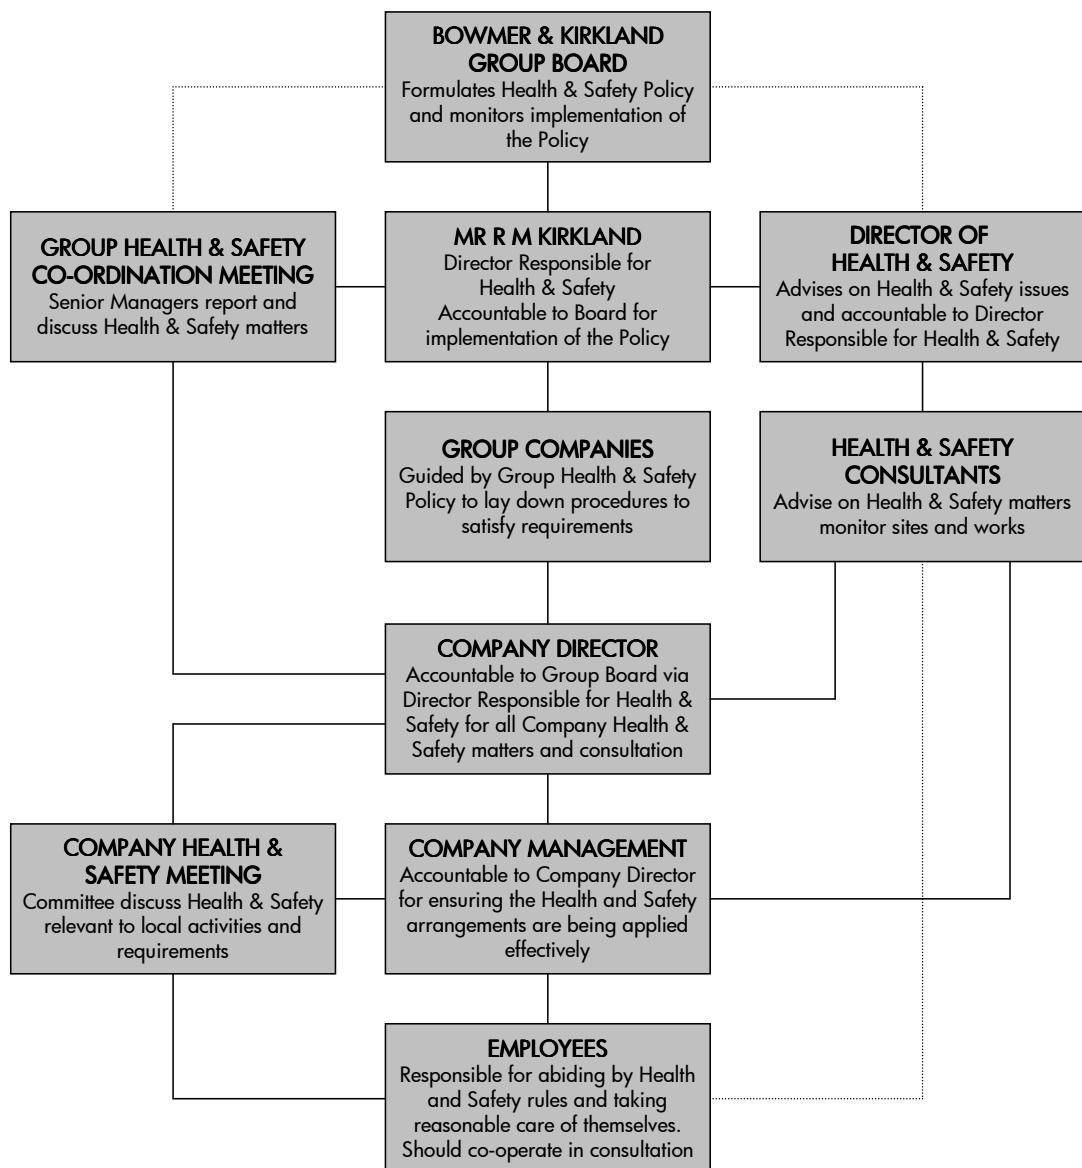 BOWMER & KIRKLAND
GROUP BOARD
Formulates Health & Safety Policy
and monitors implementation of
the Policy
GROUP HEALTH & SAFETY
CO-ORDINATION MEETING
Senior Managers report and
discuss Health & Safety matters
MR R M KIRKLAND
Director Responsible for
Health & Safety
Accountable to Board for
implementation of the Policy
DIRECTOR OF
HEALTH & SAFETY
Advises on Health & Safety issues
and accountable to Director
Responsible for Health & Safety
GROUP COMPANIES
Guided by Group Health & Safety
Policy to lay down procedures to
satisfy requirements
HEALTH & SAFETY
CONSULTANTS
Advise on Health & Safety matters
monitor sites and works
COMPANY DIRECTOR
Accountable to Group Board via
Director Responsible for Health &
Safety for all Company Health &
Safety matters and consultation
COMPANY HEALTH &
SAFETY MEETING
Committee discuss Health & Safety
relevant to local activities and
requirements
COMPANY MANAGEMENT
Accountable to Company Director
for ensuring the Health and Safety
arrangements are being applied
effectively
EMPLOYEES
Responsible for abiding by Health
and Safety rules and taking
reasonable care of themselves.
Should co-operate in consultation